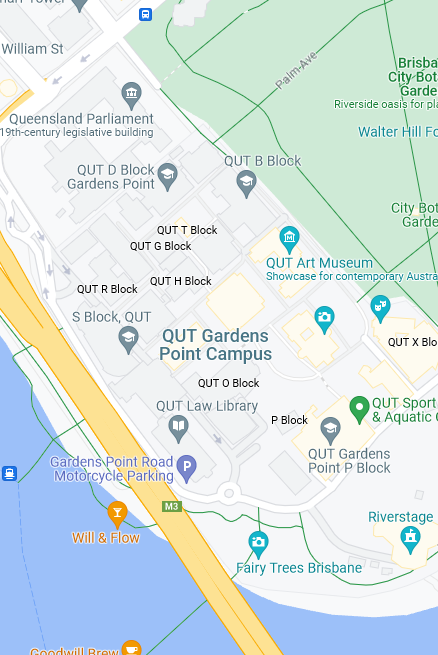 William St
Palm Ave
Brisba
City Bot
Garde
Riverside oasis for pla
Queensland Parliament
19th-century legislative building
Walter Hill Fo
QUT B Block
QUT D Block
Gardens Point
City Bot
Garde
QUT T Block
QUT G Block
QUT Art Museum
Showcase for contemporary Austra
QUT H Block
QUT R Block
S Block, QUT
QUT Gardens
Point Campus
QUT X Blo
QUT O Block
QUT Law Library
QUT Sport
& Aquatic C
P Block
QUT Gardens
Point P Block
Gardens Point Road
Motorcycle Parking
P
M3
Riverstage
Will & Flow
Fairy Trees Brisbane
Goodwill Brew